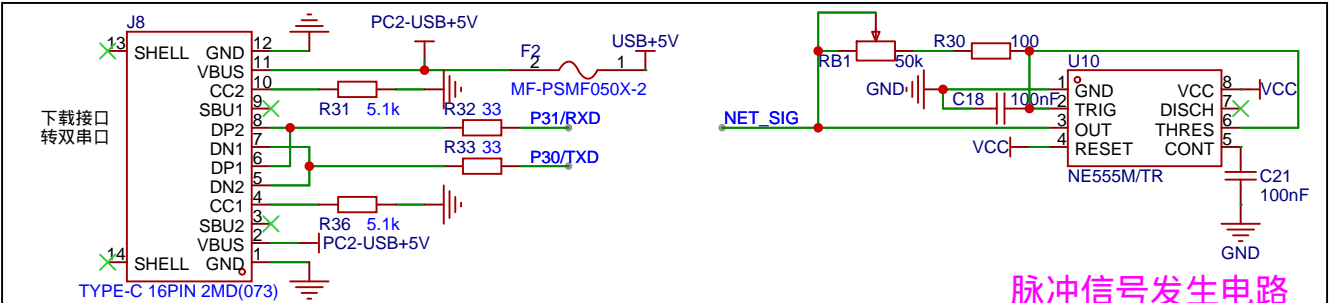 J8
PC2-USB+5V
13 SHELL GND 12
VBUS 11
CC2 10
SBU1 9
DP2 8
DN1 7
DP1 6
DN2 5
CC1 4
SBU2 3
VBUS 2
14 SHELL GND 1
TYPE-C 16PIN 2MD(073)
下载接口
转双串口
R31 5.1k
R36 5.1k
PC2-USB+5V
F2
2 1
USB+5V
MF-PSMF050X-2
R32 33
P31/RXD
R33 33
P30/TXD
NET_SIG
RB1 50k
R30 100
GND
C18 100nF
VCC
U10
1 GND VCC 8
2 TRIG DISCH 7
3 OUT THRES 6
4 RESET CONT 5
NE555M/TR
VCC
C21
100nF
GND
脉冲信号发生电路